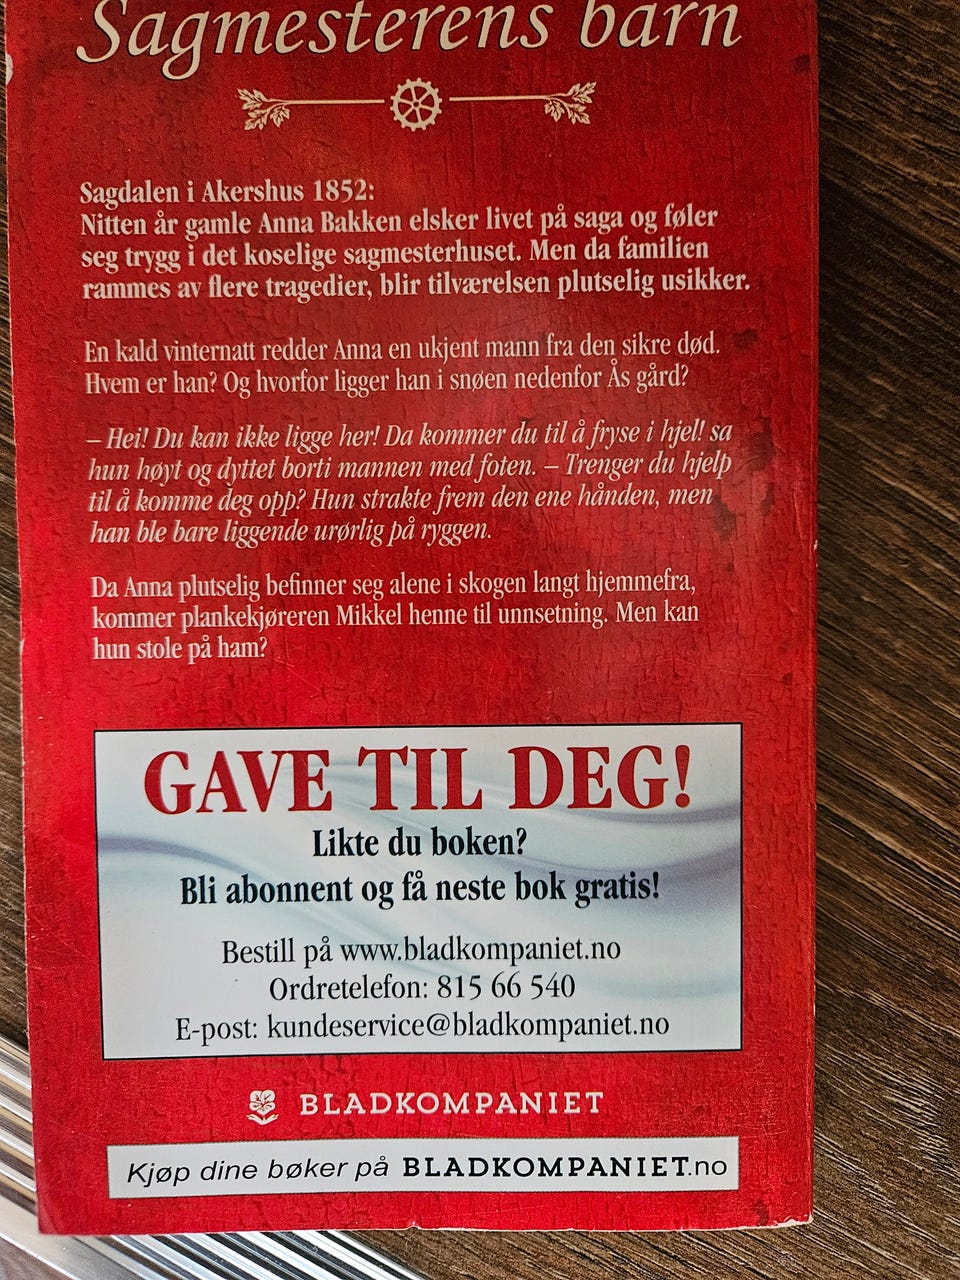 Sagmesterens barn
Sagdalen i Akershus 1852:
Nitten år gamle Anna Bakken elsker livet på saga og føler
seg trygg i det koselige sagmesterhuset. Men da familien
rammes av flere tragedier, blir tilværelsen plutselig usikker.
En kald vinternatt redder Anna en ukjent mann fra den sikre død.
Hvem er han? Og hvorfor ligger han i snøen nedenfor Ås gård?
– Hei! Du kan ikke ligge her! Da kommer du til å fryse i hjel! sa
hun høyt og dyttet borti mannen med foten. – Trenger du hjelp
til å komme deg opp? Hun strakte frem den ene hånden, men
han ble bare liggende urørlig på ryggen.
Da Anna plutselig befinner seg alene i skogen langt hjemmefra,
kommer plankekjøreren Mikkel henne til unnsetning. Men kan
hun stole på ham?
GAVE TIL DEG!
Likte du boken?
Bli abonnent og få neste bok gratis!
Bestill på www.bladkompaniet.no
Ordretelefon: 815 66 540
E-post: kundeservice@bladkompaniet.no
BLADKOMPANIET
Kjøp dine bøker på BLADKOMPANIET.no